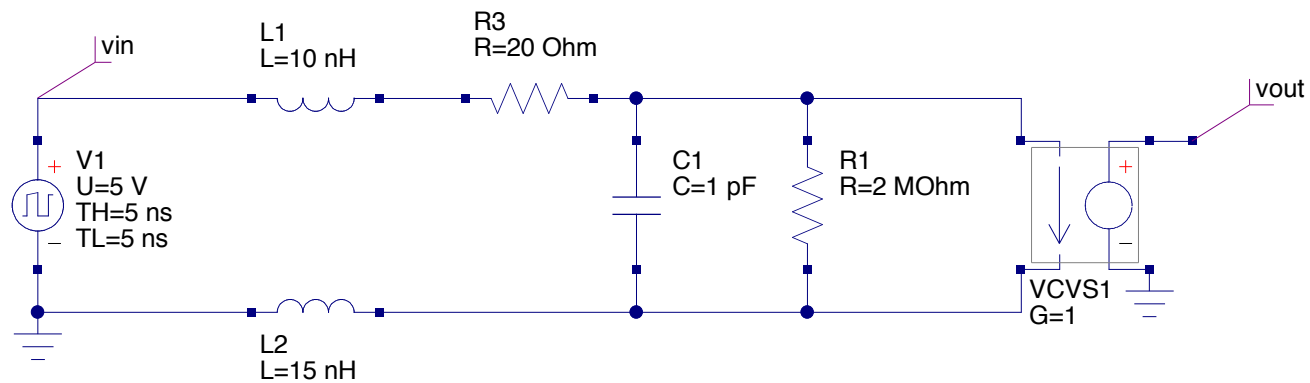 vin
L1
L=10 nH
R3
R=20 Ohm
vout
V1
U=5 V
TH=5 ns
TL=5 ns
+
−
C1
C=1 pF
R1
R=2 MOhm
+
−
VCVS1
G=1
L2
L=15 nH